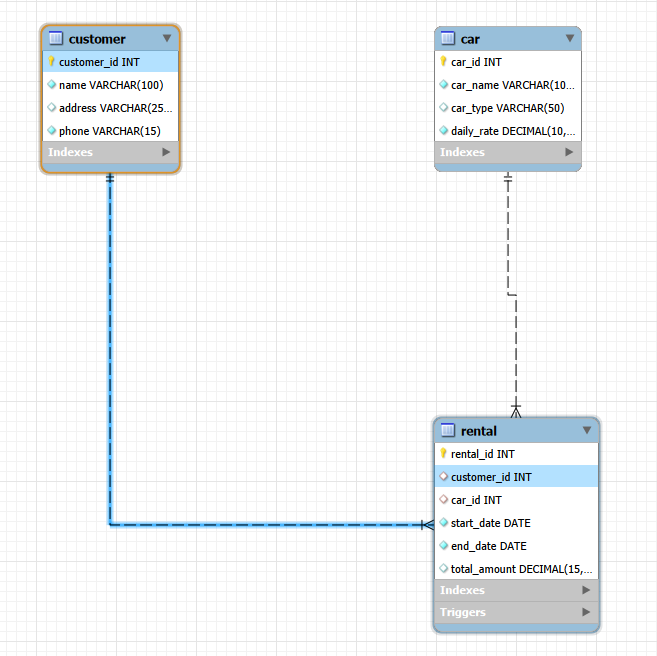 customer
customer_id INT
name VARCHAR(100)
address VARCHAR(25...
phone VARCHAR(15)
Indexes
car
car_id INT
car_name VARCHAR(10...
car_type VARCHAR(50)
daily_rate DECIMAL(10,...
Indexes
rental
rental_id INT
customer_id INT
car_id INT
start_date DATE
end_date DATE
total_amount DECIMAL(15,...
Indexes
Triggers